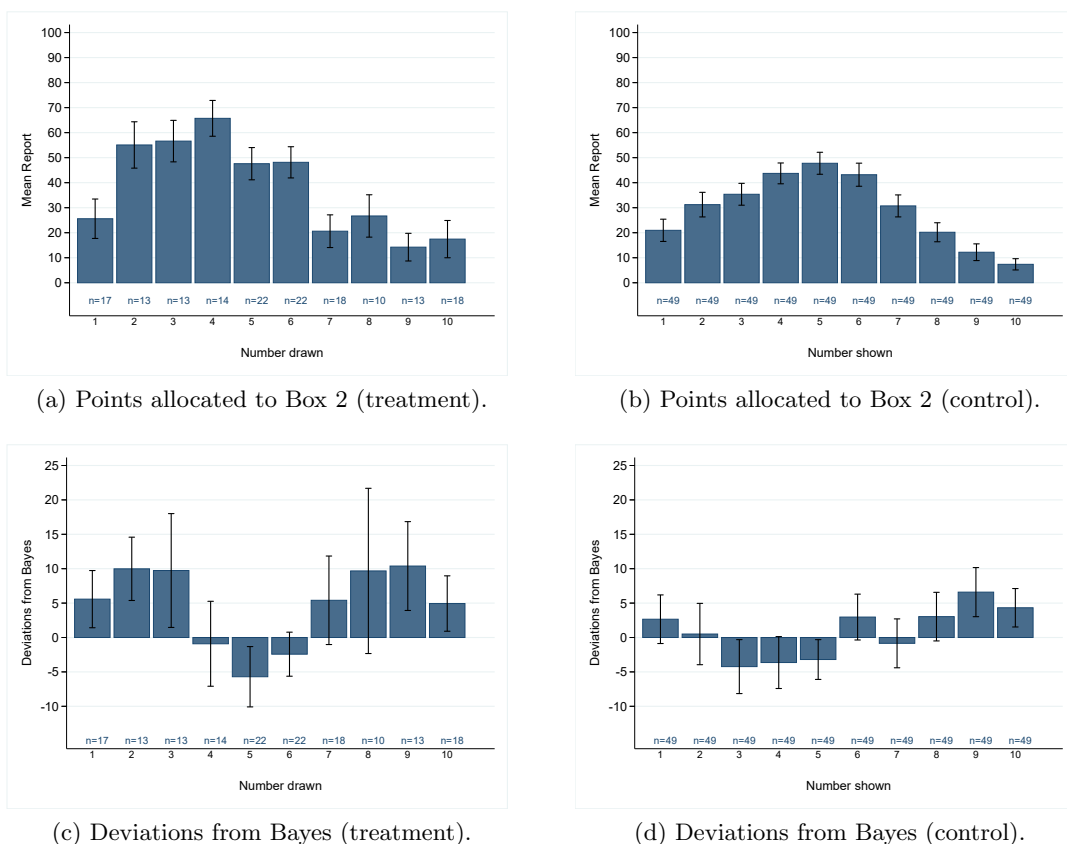 100
90
80
70
60
50
40
30
20
10
0
Mean Report
n=17 n=13 n=13 n=14 n=22 n=22 n=18 n=10 n=13 n=18
1 2 3 4 5 6 7 8 9 10
Number drawn
(a) Points allocated to Box 2 (treatment).
100
90
80
70
60
50
40
30
20
10
0
Mean Report
n=49 n=49 n=49 n=49 n=49 n=49 n=49 n=49 n=49 n=49
1 2 3 4 5 6 7 8 9 10
Number shown
(b) Points allocated to Box 2 (control).
25
20
15
10
5
0
-5
-10
Deviations from Bayes
n=17 n=13 n=13 n=14 n=22 n=22 n=18 n=10 n=13 n=18
1 2 3 4 5 6 7 8 9 10
Number drawn
(c) Deviations from Bayes (treatment).
25
20
15
10
5
0
-5
-10
Deviations from Bayes
n=49 n=49 n=49 n=49 n=49 n=49 n=49 n=49 n=49 n=49
1 2 3 4 5 6 7 8 9 10
Number shown
(d) Deviations from Bayes (control).